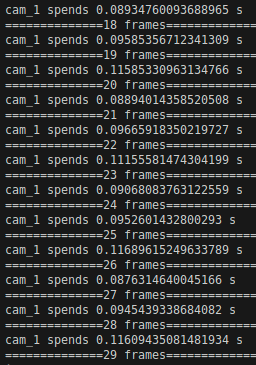 cam_1 spends 0.08934760093688965 s
==============18 frames=============
cam_1 spends 0.09585356712341309 s
==============19 frames=============
cam_1 spends 0.11585330963134766 s
==============20 frames=============
cam_1 spends 0.08894014358520508 s
==============21 frames=============
cam_1 spends 0.09665918350219727 s
==============22 frames=============
cam_1 spends 0.11155581474304199 s
==============23 frames=============
cam_1 spends 0.09068083763122559 s
==============24 frames=============
cam_1 spends 0.0952601432800293 s
==============25 frames=============
cam_1 spends 0.11689615249633789 s
==============26 frames=============
cam_1 spends 0.0876314640045166 s
==============27 frames=============
cam_1 spends 0.0945439338684082 s
==============28 frames=============
cam_1 spends 0.11609435081481934 s
==============29 frames=============